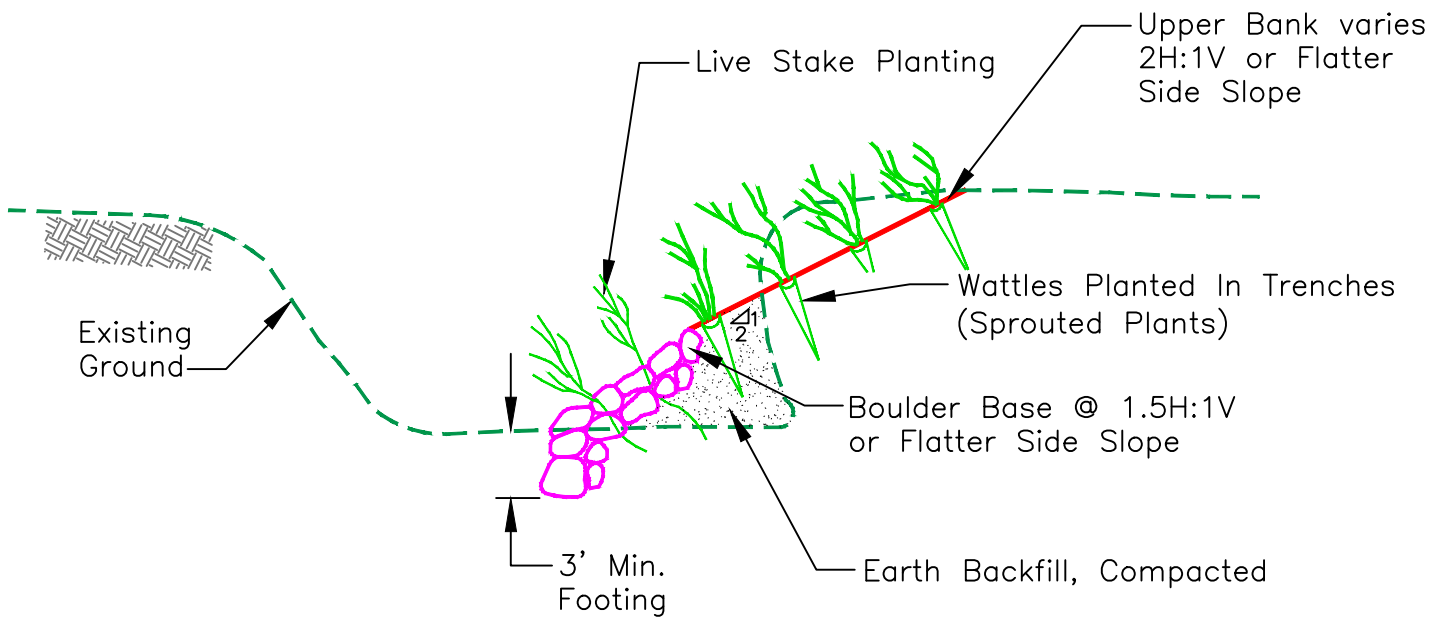 Upper Bank varies
2H:1V or Flatter
Side Slope
Live Stake Planting
Wattles Planted In Trenches
(Sprouted Plants)
1
2
Existing
Ground
Boulder Base @ 1.5H:1V
or Flatter Side Slope
3' Min.
Footing
Earth Backfill, Compacted